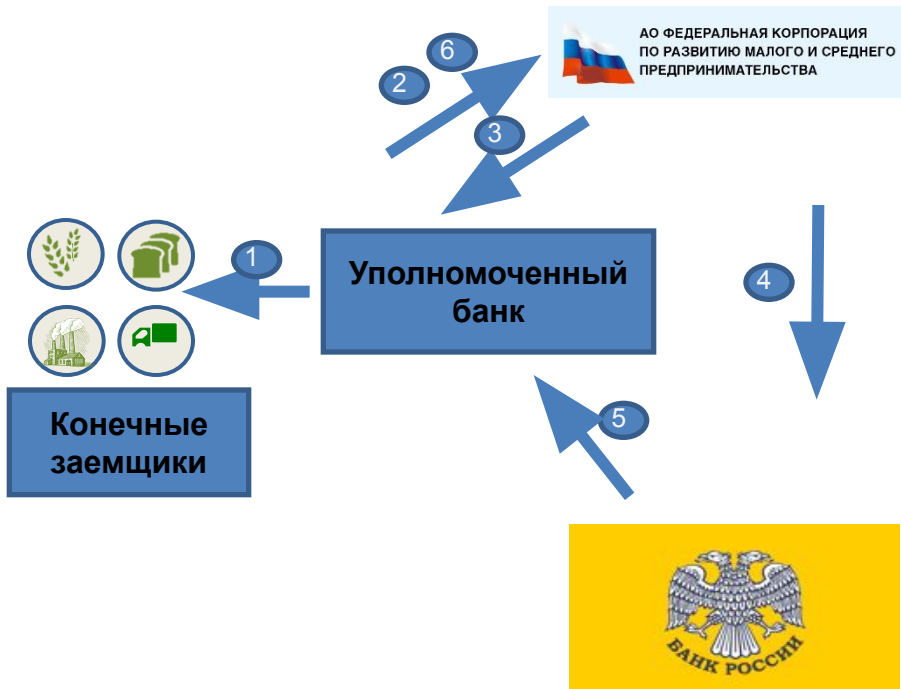 АО ФЕДЕРАЛЬНАЯ КОРПОРАЦИЯ
ПО РАЗВИТИЮ МАЛОГО И СРЕДНЕГО
ПРЕДПРИНИМАТЕЛЬСТВА
6
2
3
1
Уполномоченный
банк
4
Конечные
заемщики
5
БАНК РОССИИ